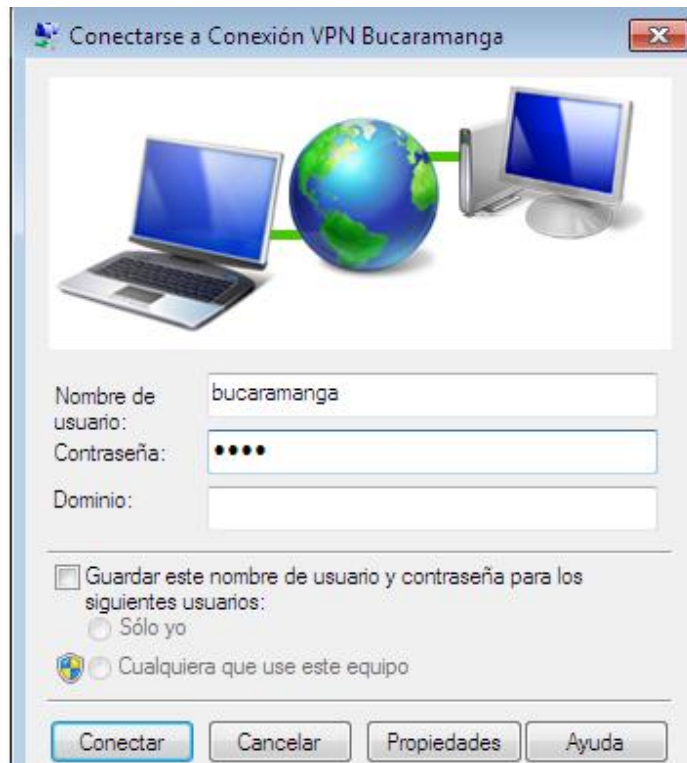 Conectarse a Conexión VPN Bucaramanga
Nombre de
usuario:
bucaramanga
Contraseña:
••••
Dominio:
Guardar este nombre de usuario y contraseña para los
siguientes usuarios:
Sólo yo
Cualquiera que use este equipo
Conectar
Cancelar
Propiedades
Ayuda